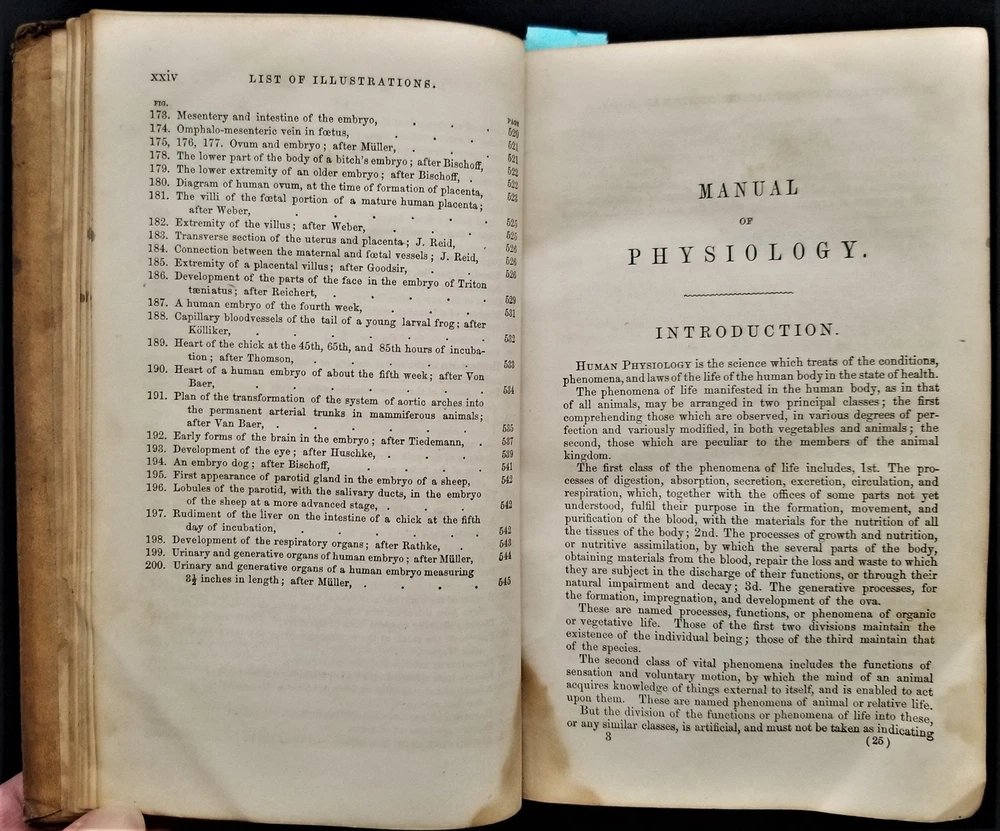 xxiv
LIST OF ILLUSTRATIONS.
FIG.
PAGE
173. Mesentery and intestine of the embryo, . . . 520
174. Omphalo-mesenteric vein in fœtus, . . . 521
175, 176, 177. Ovum and embryo ; after Müller, . . . 521
178. The lower part of the body of a bitch's embryo ; after Bischoff, 522
179. The lower extremity of an older embryo ; after Bischoff, . 522
180. Diagram of human ovum, at the time of formation of placenta, 523
181. The villi of the fœtal portion of a mature human placenta ;
after Weber, . . . . . . 525
182. Extremity of the villus ; after Weber, . . . . 525
183. Transverse section of the uterus and placenta ; J. Reid, . 526
184. Connection between the maternal and fœtal vessels ; J. Reid, 526
185. Extremity of a placental villus ; after Goodsir, . . . 526
186. Development of the parts of the face in the embryo of Triton
tæniatus ; after Reichert, . . . . . 529
187. A human embryo of the fourth week, . . . . 531
188. Capillary bloodvessels of the tail of a young larval frog ; after
Kölliker, . . . . . . 532
189. Heart of the chick at the 45th, 65th, and 85th hours of incuba-
tion ; after Thomson, . . . . . 533
190. Heart of a human embryo of about the fifth week ; after Von
Baer, . . . . . . . 534
191. Plan of the transformation of the system of aortic arches into
the permanent arterial trunks in mammiferous animals ;
after Van Baer, . . . . . . 535
192. Early forms of the brain in the embryo ; after Tiedemann, . 537
193. Development of the eye ; after Huschke, . . . . 539
194. An embryo dog ; after Bischoff, . . . . 541
195. First appearance of parotid gland in the embryo of a sheep, 542
196. Lobules of the parotid, with the salivary ducts, in the embryo
of the sheep at a more advanced stage, . . . . 542
197. Rudiment of the liver on the intestine of a chick at the fifth
day of incubation, . . . . . . 542
198. Development of the respiratory organs ; after Rathke, . 543
199. Urinary and generative organs of human embryo ; after Müller, 544
200. Urinary and generative organs of a human embryo measuring
3½ inches in length ; after Müller, . . . . 545
MANUAL
OF
PHYSIOLOGY.
INTRODUCTION.
HUMAN PHYSIOLOGY is the science which treats of the conditions,
phenomena, and laws of the life of the human body in the state of health.
The phenomena of life manifested in the human body, as in that
of all animals, may be arranged in two principal classes ; the first
comprehending those which are observed, in various degrees of per-
fection and variously modified, in both vegetables and animals ; the
second, those which are peculiar to the members of the animal
kingdom.
The first class of the phenomena of life includes, 1st. The pro-
cesses of digestion, absorption, secretion, excretion, circulation, and
respiration, which, together with the offices of some parts not yet
understood, fulfil their purpose in the formation, movement, and
purification of the blood, with the materials for the nutrition of all
the tissues of the body ; 2nd. The processes of growth and nutrition,
or nutritive assimilation, by which the several parts of the body,
obtaining materials from the blood, repair the loss and waste to which
they are subject in the discharge of their functions, or through their
natural impairment and decay ; 3d. The generative processes, for
the formation, impregnation, and development of the ova.
These are named processes, functions, or phenomena of organic
or vegetative life. Those of the first two divisions maintain the
existence of the individual being ; those of the third maintain that
of the species.
The second class of vital phenomena includes the functions of
sensation and voluntary motion, by which the mind of an animal
acquires knowledge of things external to itself, and is enabled to act
upon them. These are named phenomena of animal or relative life.
But the division of the functions or phenomena of life into these,
or any similar classes, is artificial, and must not be taken as indicating
3
(25)